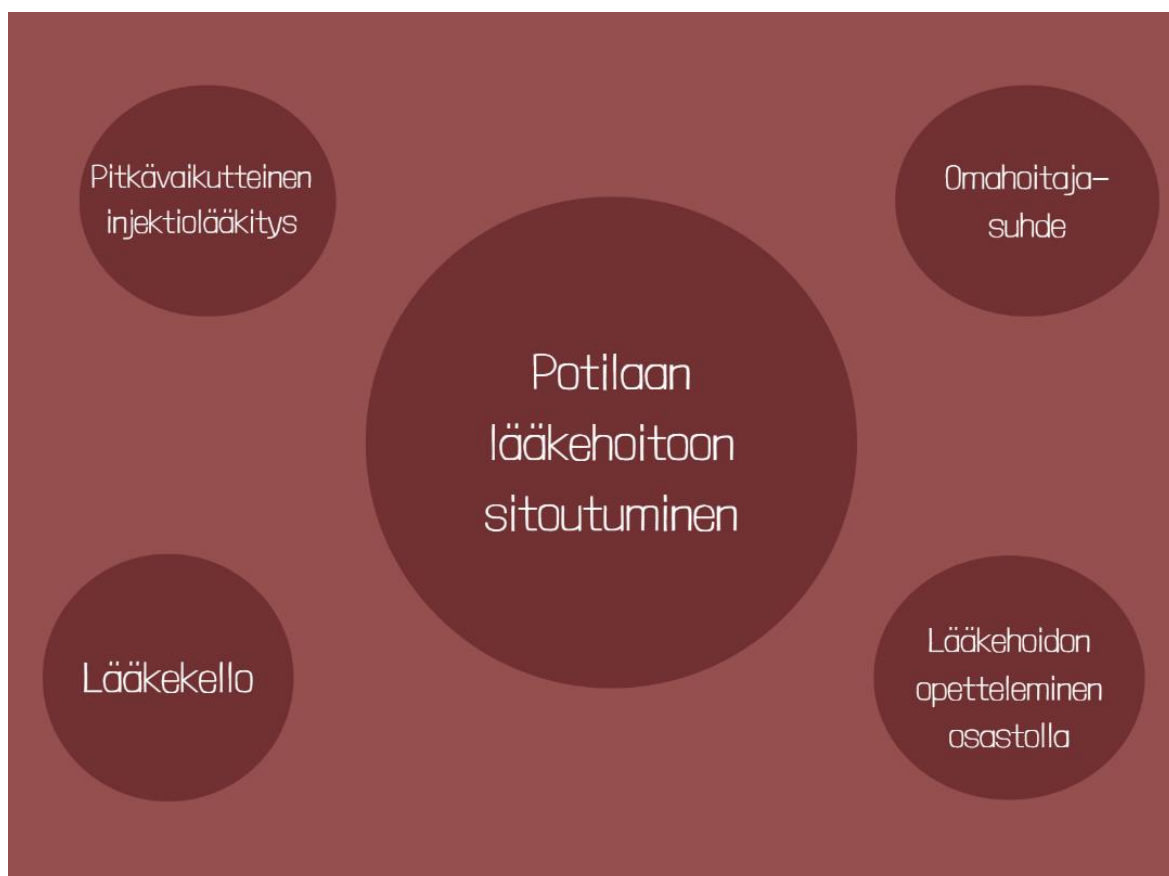 Pitkävaikutteinen
injektiolääkitys
Omahoitaja-
suhde
Potilaan
lääkehoitoon
sitoutuminen
Lääkekello
Lääkehoidon
opetteleminen
osastolla